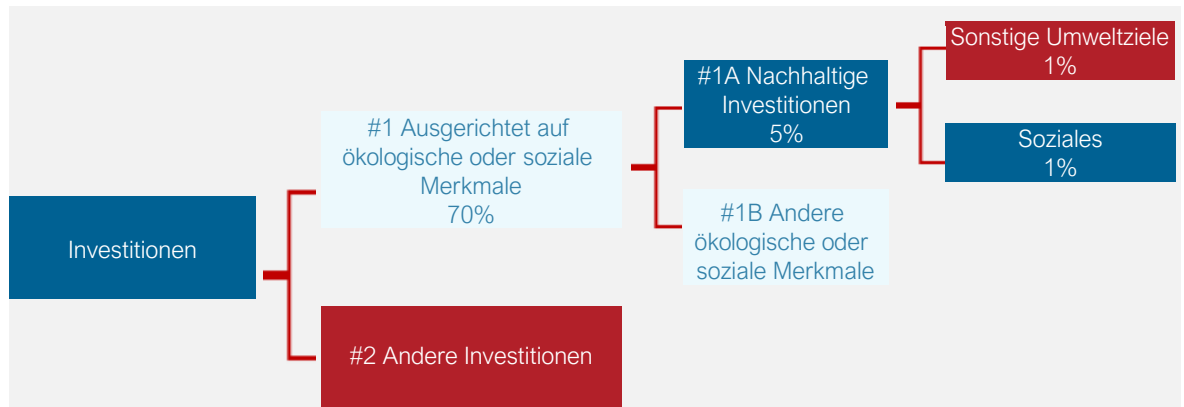 Investitionen
#1 Ausgerichtet auf
ökologische oder soziale
Merkmale
70%
#2 Andere Investitionen
#1A Nachhaltige
Investitionen
5%
#1B Andere
ökologische oder
soziale Merkmale
Sonstige Umweltziele
1%
Soziales
1%